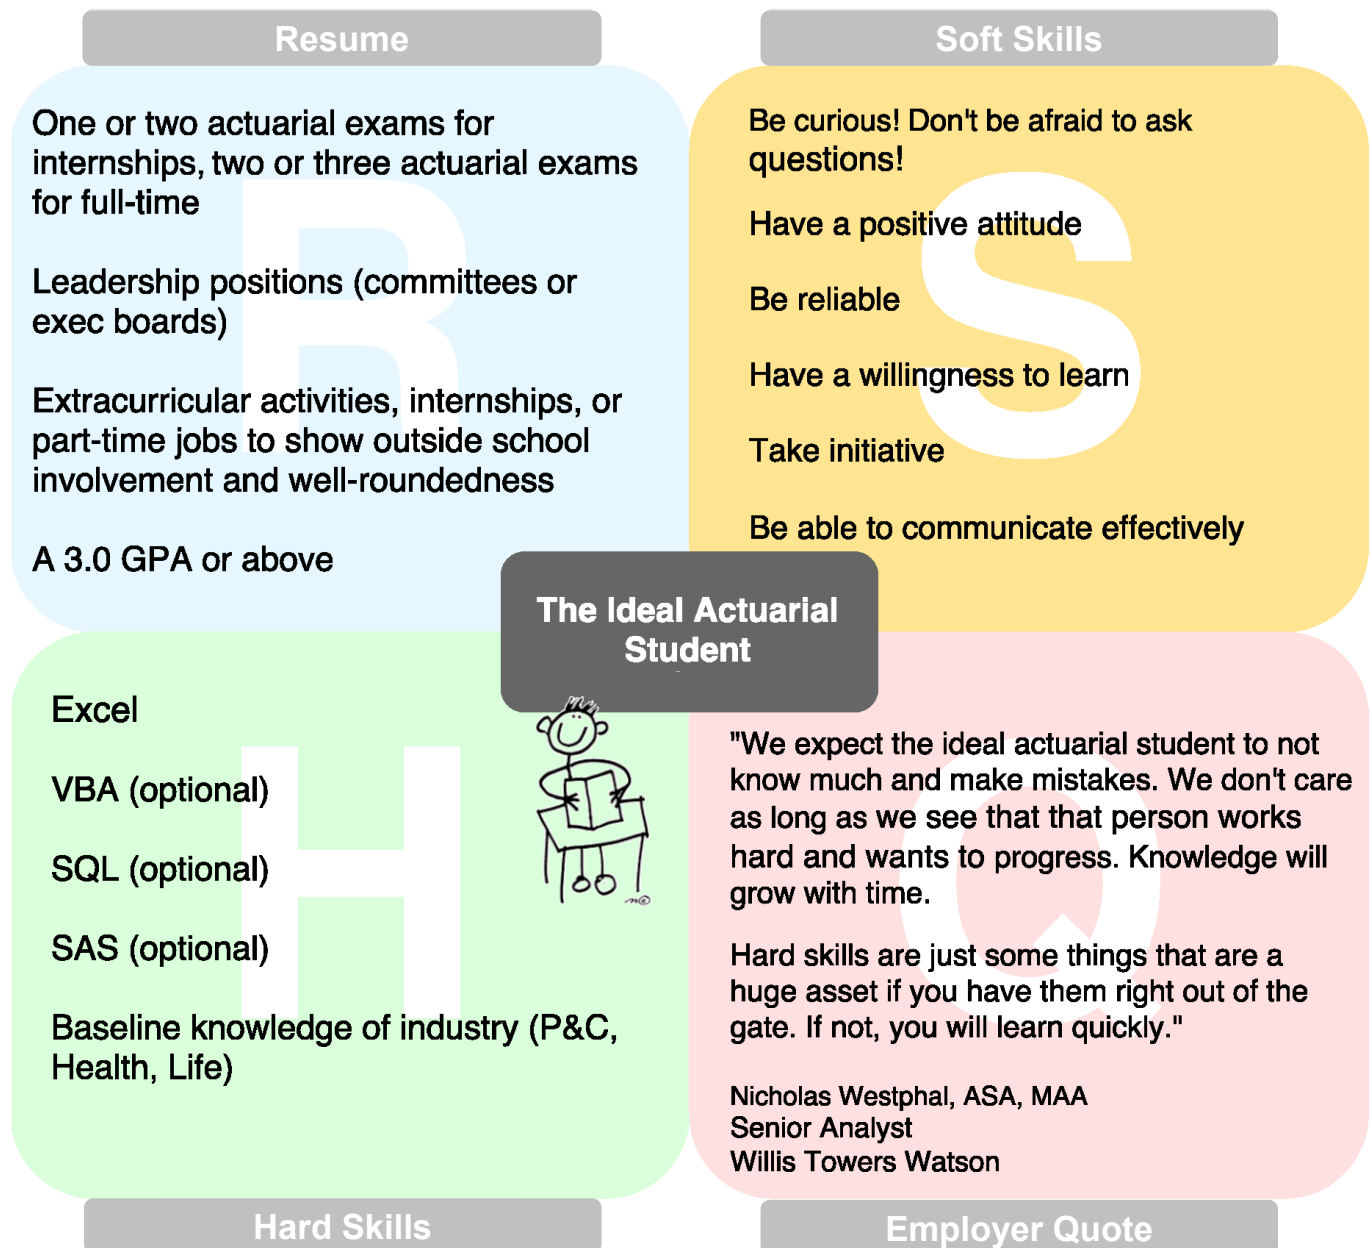 Resume
One or two actuarial exams for
internships, two or three actuarial exams
for full-time
Leadership positions (committees or
exec boards)
Extracurricular activities, internships, or
part-time jobs to show outside school
involvement and well-roundedness
A 3.0 GPA or above
R
Soft Skills
Be curious! Don't be afraid to ask
questions!
Have a positive attitude
Be reliable
Have a willingness to learn
Take initiative
Be able to communicate effectively
S
The Ideal Actuarial
Student
Excel
VBA (optional)
SQL (optional)
SAS (optional)
Baseline knowledge of industry (P&C,
Health, Life)
H
Hard Skills
"We expect the ideal actuarial student to not
know much and make mistakes. We don't care
as long as we see that that person works
hard and wants to progress. Knowledge will
grow with time.
Hard skills are just some things that are a
huge asset if you have them right out of the
gate. If not, you will learn quickly."
Nicholas Westphal, ASA, MAA
Senior Analyst
Willis Towers Watson
Q
Employer Quote